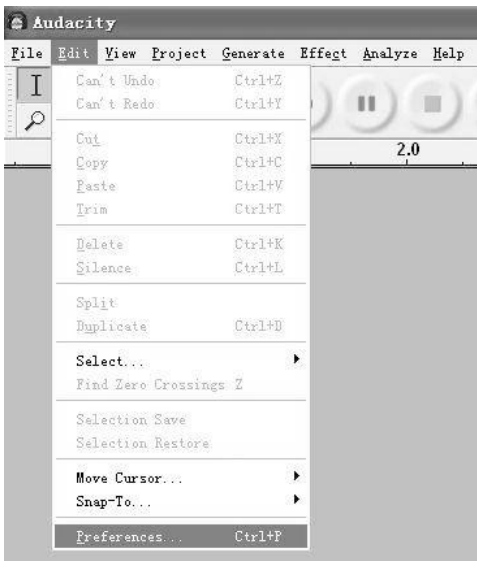 Audacity
File Edit View Project Generate Effect Analyze Help
Can't Undo Ctrl+Z
Can't Redo Ctrl+Y
2.0
Cut Ctrl+X
Copy Ctrl+C
Paste Ctrl+V
Trim Ctrl+T
Delete Ctrl+K
Silence Ctrl+L
Split
Duplicate Ctrl+D
Select...
Find Zero Crossings Z
Selection Save
Selection Restore
Move Cursor...
Snap-To...
Preferences... Ctrl+P